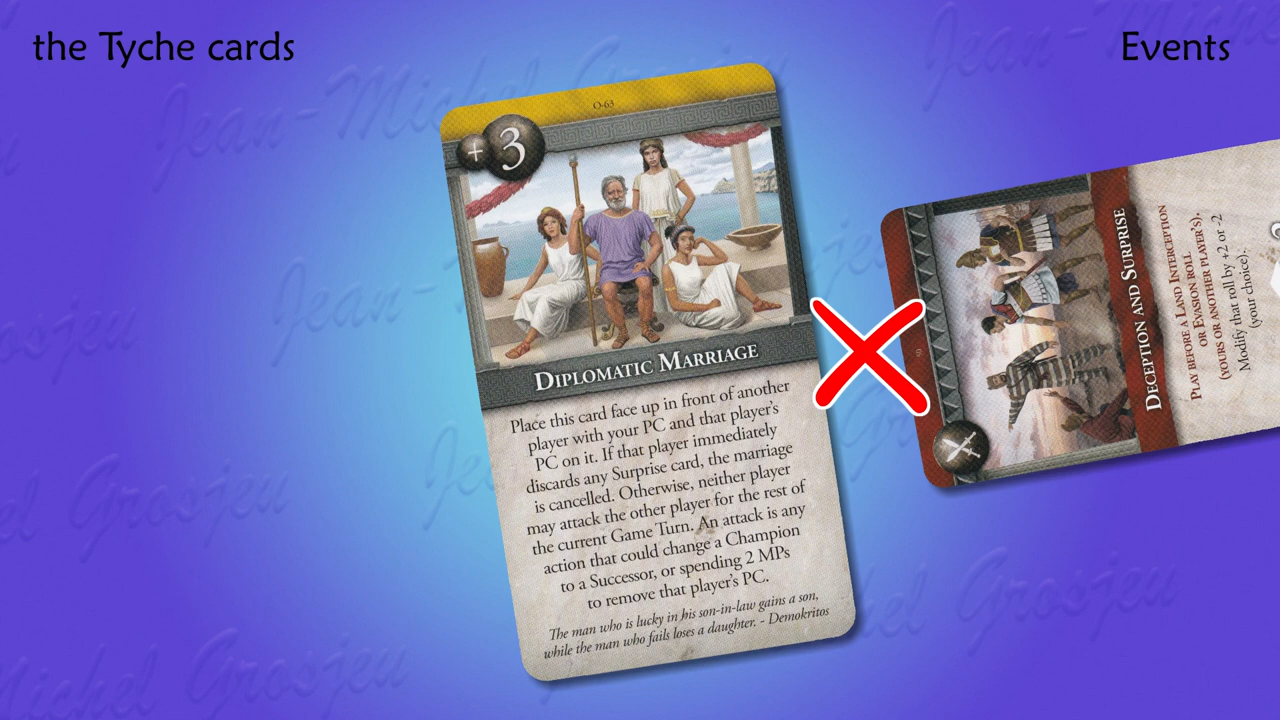 the Tyche cards
Events
O-63
+ 3
DIPLOMATIC MARRIAGE
Place this card face up in front of another
player with your PC and that player's
PC on it. If that player immediately
discards any Surprise card, the marriage
is cancelled. Otherwise, neither player
may attack the other player for the rest of
the current Game Turn. An attack is any
action that could change a Champion
to a Successor, or spending 2 MPs
to remove that player's PC.
The man who is lucky in his son-in-law gains a son,
while the man who fails loses a daughter. - Demokritos
DECEPTION AND SURPRISE
PLAY BEFORE A LAND INTERCEPTION
OR EVASION ROLL
(YOURS OR ANOTHER PLAYER'S).
Modify that roll by +2 or -2
(your choice).
Jean-Michel Grosjeu